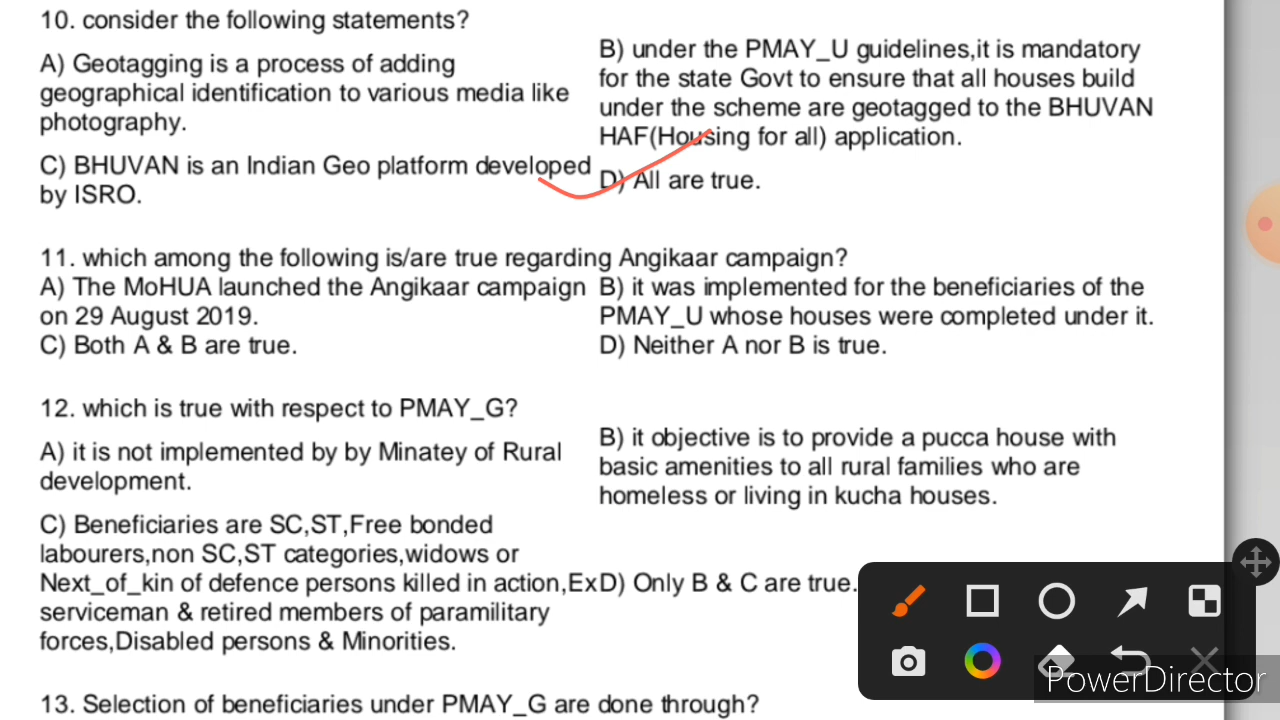 10. consider the following statements?
A) Geotagging is a process of adding
geographical identification to various media like
photography.
B) under the PMAY_U guidelines,it is mandatory
for the state Govt to ensure that all houses build
under the scheme are geotagged to the BHUVAN
HAF(Housing for all) application.
C) BHUVAN is an Indian Geo platform developed
by ISRO.
D) All are true.
11. which among the following is/are true regarding Angikaar campaign?
A) The MoHUA launched the Angikaar campaign
on 29 August 2019.
B) it was implemented for the beneficiaries of the
PMAY_U whose houses were completed under it.
C) Both A & B are true.
D) Neither A nor B is true.
12. which is true with respect to PMAY_G?
A) it is not implemented by by Minatey of Rural
development.
B) it objective is to provide a pucca house with
basic amenities to all rural families who are
homeless or living in kucha houses.
C) Beneficiaries are SC,ST,Free bonded
labourers,non SC,ST categories,widows or
Next_of_kin of defence persons killed in action,Ex
serviceman & retired members of paramilitary
forces,Disabled persons & Minorities.
D) Only B & C are true.
13. Selection of beneficiaries under PMAY_G are done through?
PowerDirector